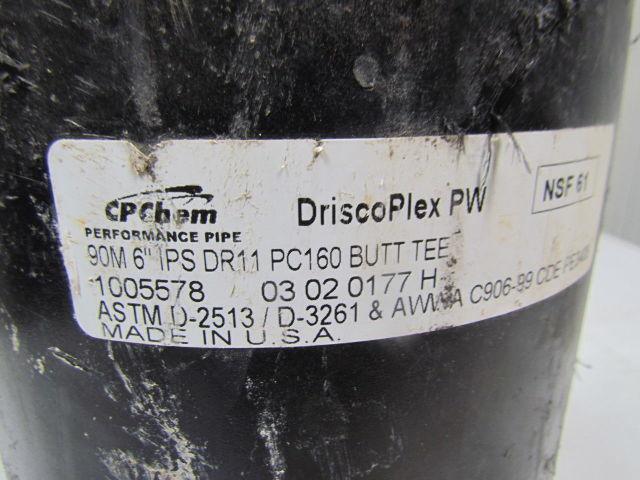 CPChem
PERFORMANCE PIPE
DriscoPlex PW
NSF 61
90M 6" IPS DR11 PC160 BUTT TEE
1005578 03 02 0177 H
ASTM D-2513 / D-3261 & AWWA C906-99 CDE
MADE IN U.S.A.